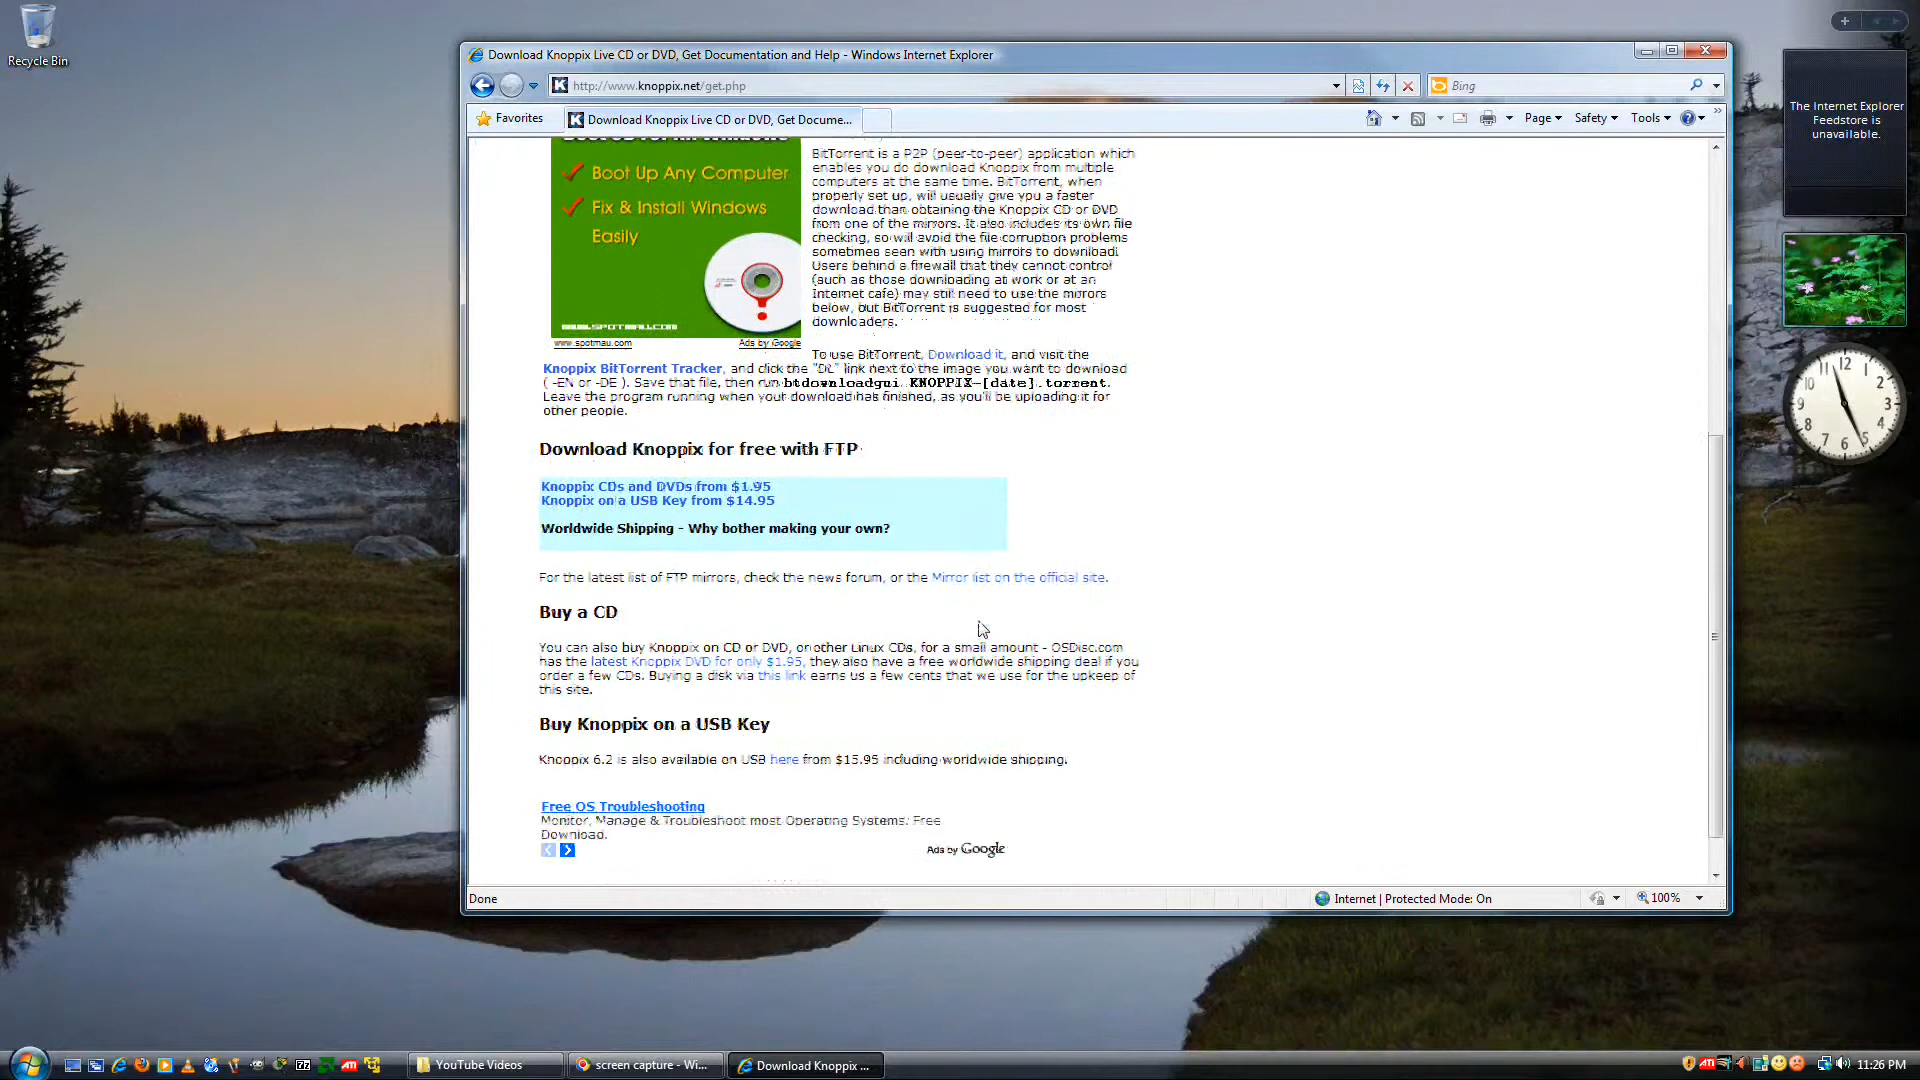 Recycle Bin
Download Knoppix Live CD or DVD, Get Documentation and Help - Windows Internet Explorer
http://www.knoppix.net/get.php
Bing
Favorites
Download Knoppix Live CD or DVD, Get Docume...
Page
Safety
Tools
Boot Up Any Computer
Fix & Install Windows
Easily
WWW.SPOTMAU.COM
www.spotmau.com
Ads by Google
BitTorrent is a P2P (peer-to-peer) application which
enables you do download Knoppix from multiple
computers at the same time. BitTorrent, when
properly set up, will usually give you a faster
download than obtaining the Knoppix CD or DVD
from one of the mirrors. It also includes its own file
checking, so will avoid the file corruption problems
sometimes seen with using mirrors to download.
Users behind a firewall that they cannot control
(such as those downloading at work or at an
Internet cafe) may still need to use the mirrors
below, but BitTorrent is suggested for most
downloaders.
To use BitTorrent, Download it, and visit the
Knoppix BitTorrent Tracker, and click the "DL" link next to the image you want to download
( -EN or -DE ). Save that file, then run btdownloadgui KNOPPIX-[date].torrent.
Leave the program running when your download has finished, as you'll be uploading it for
other people.
Download Knoppix for free with FTP
Knoppix CDs and DVDs from $1.95
Knoppix on a USB Key from $14.95
Worldwide Shipping - Why bother making your own?
For the latest list of FTP mirrors, check the news forum, or the Mirror list on the official site.
Buy a CD
You can also buy Knoppix on CD or DVD, or other Linux CDs, for a small amount - OSDisc.com
has the latest Knoppix DVD for only $1.95, they also have a free worldwide shipping deal if you
order a few CDs. Buying a disk via this link earns us a few cents that we use for the upkeep of
this site.
Buy Knoppix on a USB Key
Knoppix 6.2 is also available on USB here from $15.95 including worldwide shipping.
Free OS Troubleshooting
Monitor, Manage & Troubleshoot most Operating Systems. Free
Download.
Ads by Google
Done
Internet | Protected Mode: On
100%
The Internet Explorer
Feedstore is
unavailable.
12
1
2
3
4
5
6
7
8
9
10
11
YouTube Videos
screen capture - Wi...
Download Knoppix ...
11:26 PM